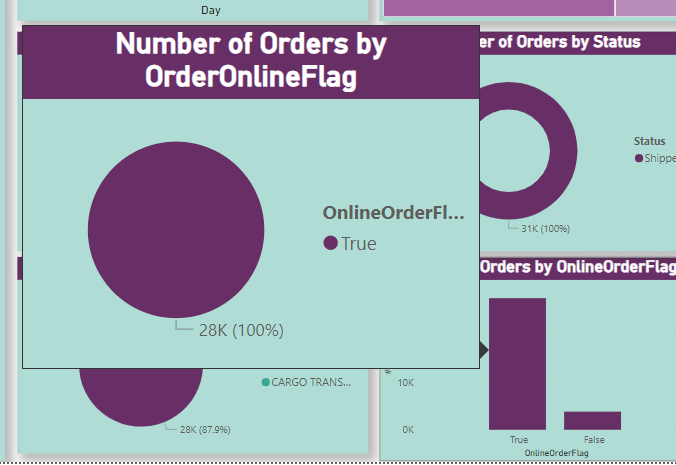 Day
Number of Orders by
OrderOnlineFlag
er of Orders by Status
OnlineOrderFl...
True
28K (100%)
Status
Shippe
31K (100%)
Orders by OnlineOrderFlag
CARGO TRANS...
28K (87.9%)
10K
0K
True
False
OnlineOrderFlag